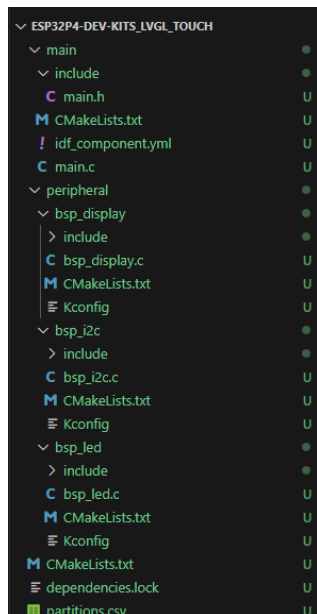 ESP32P4-DEV-KITS_LVGL_TOUCH
main
include
C main.h U
M CMakeLists.txt U
! idf_component.yml U
C main.c U
peripheral
bsp_display
include
C bsp_display.c U
M CMakeLists.txt U
Kconfig U
bsp_i2c
include
C bsp_i2c.c U
M CMakeLists.txt U
Kconfig U
bsp_led
include
C bsp_led.c U
M CMakeLists.txt U
Kconfig U
M CMakeLists.txt U
dependencies.lock U
partitions.csv U